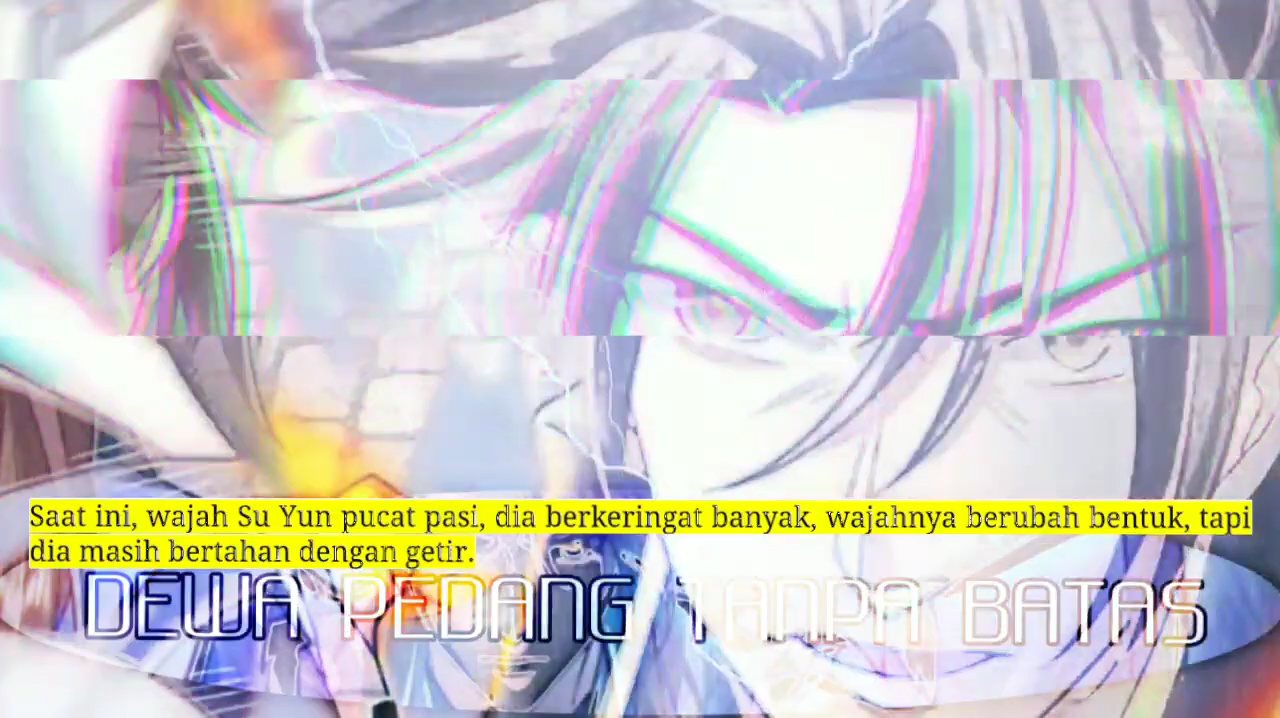 Saat ini, wajah Su Yun pucat pasi, dia berkeringat banyak, wajahnya berubah bentuk, tapi
dia masih bertahan dengan getir.
DEWA PEDANG TANPA BATAS